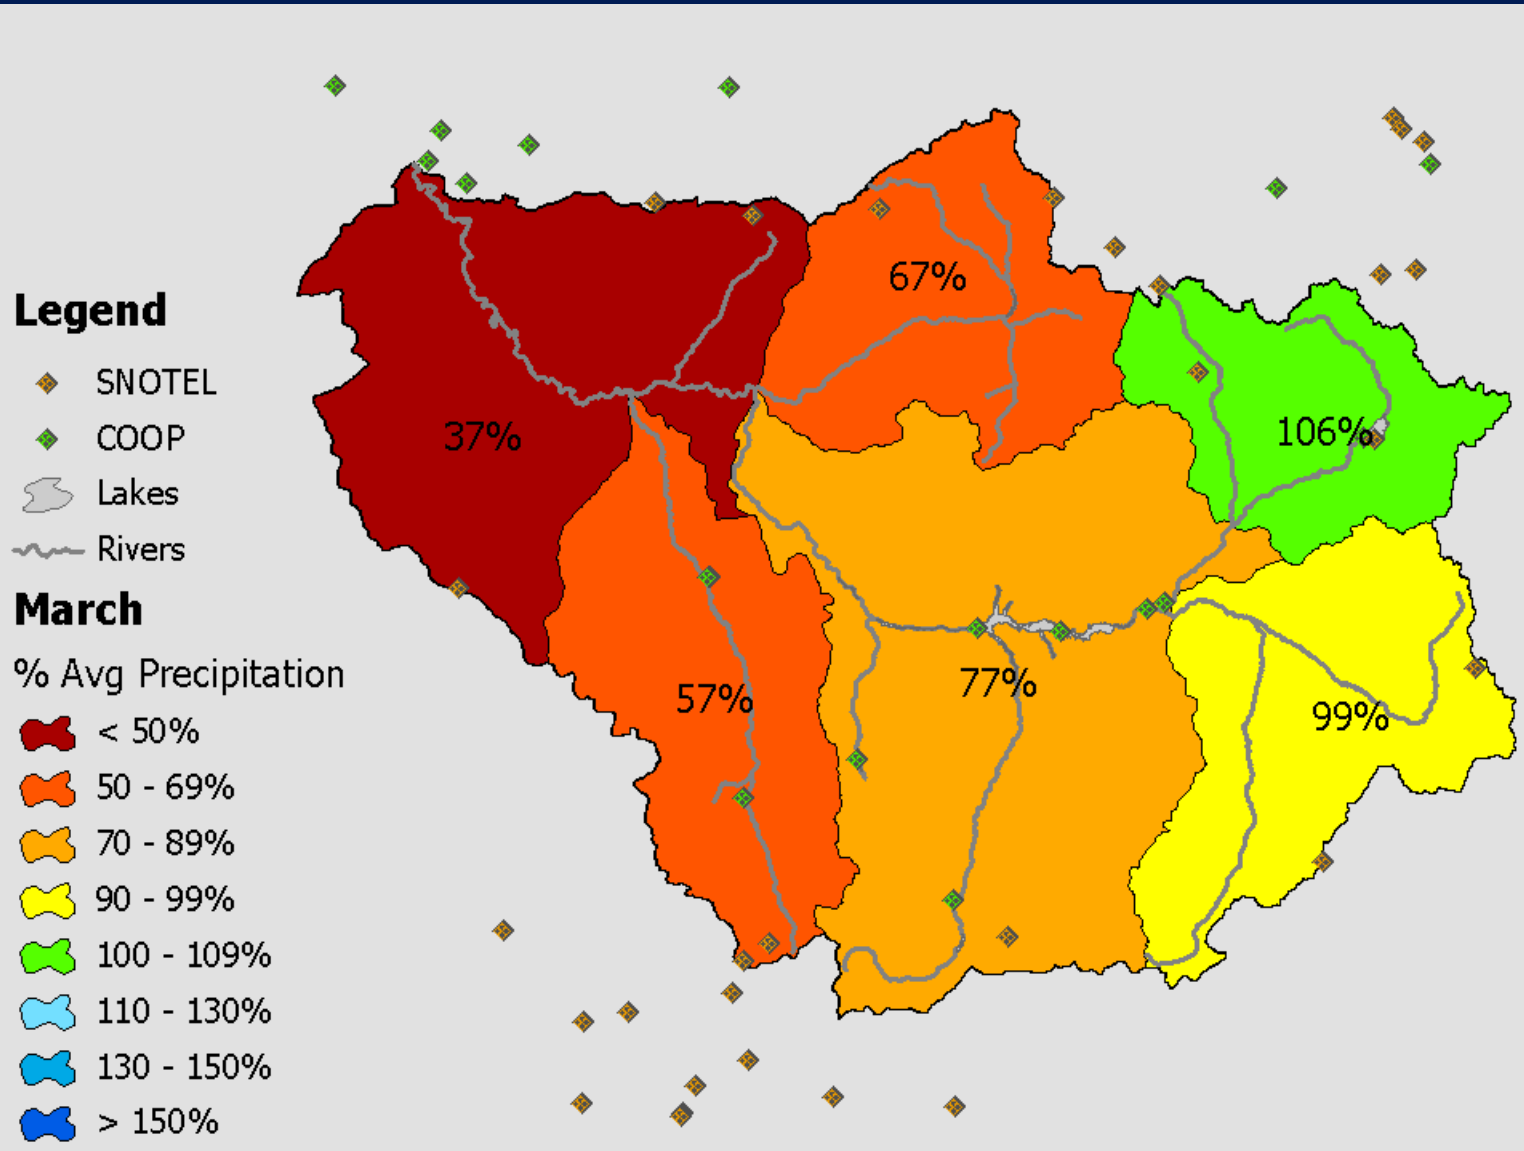 Legend
SNOTEL
COOP
Lakes
Rivers
March
% Avg Precipitation
< 50%
50 - 69%
70 - 89%
90 - 99%
100 - 109%
110 - 130%
130 - 150%
> 150%
67%
37%
106%
57%
77%
99%